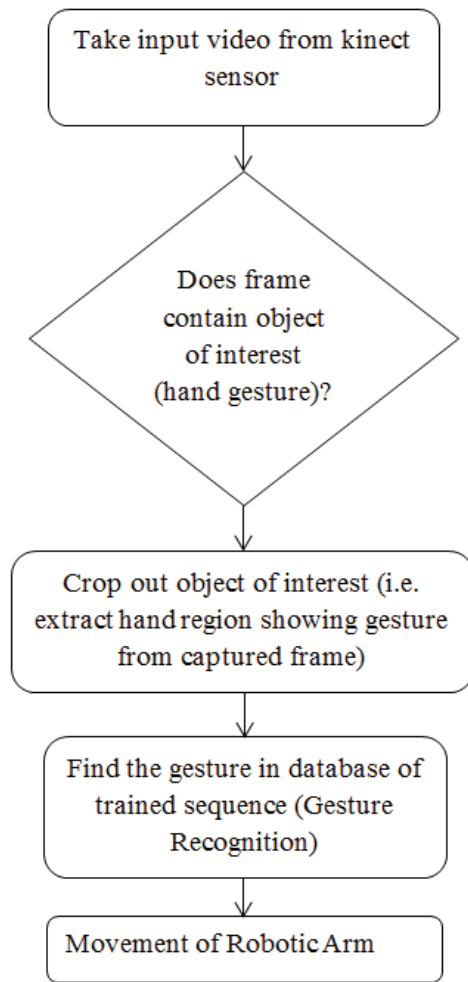 Take input video from kinect
sensor
Does frame
contain object
of interest
(hand gesture)?
Crop out object of interest (i.e.
extract hand region showing gesture
from captured frame)
Find the gesture in database of
trained sequence (Gesture
Recognition)
Movement of Robotic Arm